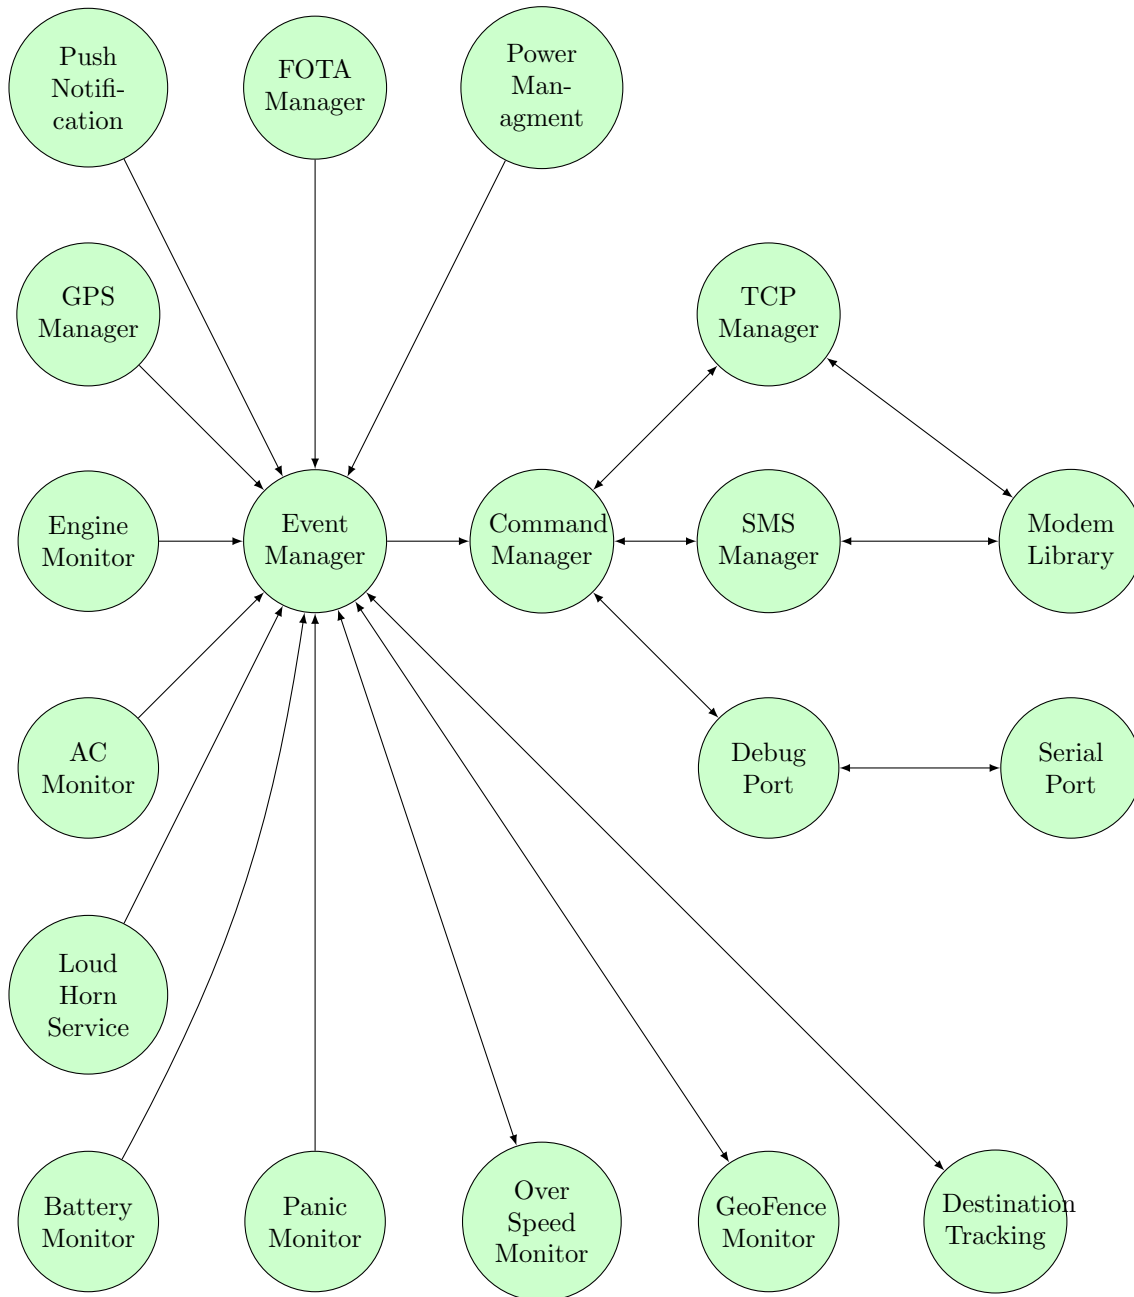 Push
Notifi-
cation
FOTA
Manager
Power
Man-
agment
GPS
Manager
TCP
Manager
Engine
Monitor
Event
Manager
Command
Manager
SMS
Manager
Modem
Library
AC
Monitor
Debug
Port
Serial
Port
Loud
Horn
Service
Battery
Monitor
Panic
Monitor
Over
Speed
Monitor
GeoFence
Monitor
Destination
Tracking